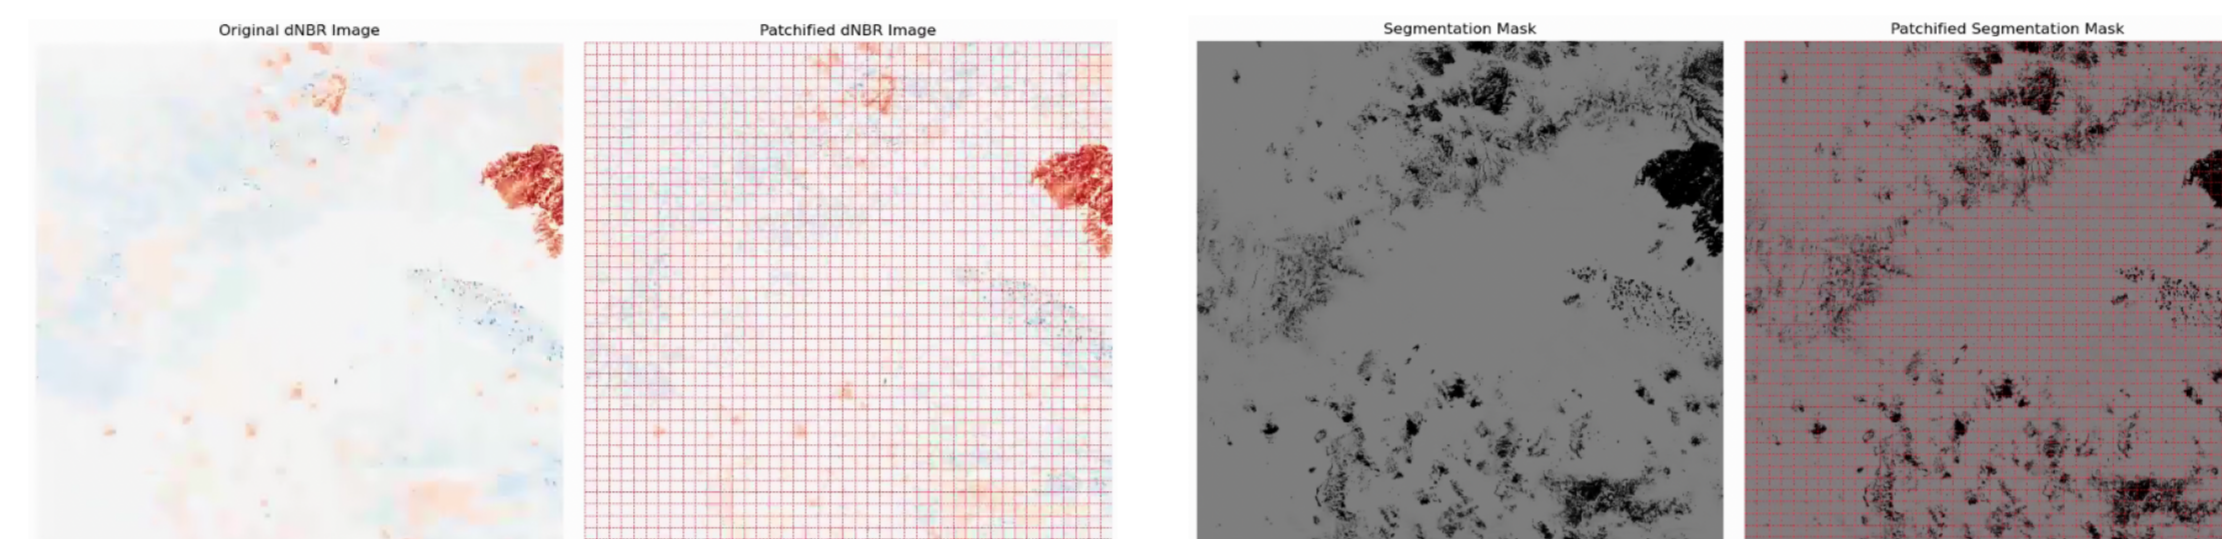 Original dNBR Image
Patchified dNBR Image
Segmentation Mask
Patchified Segmentation Mask